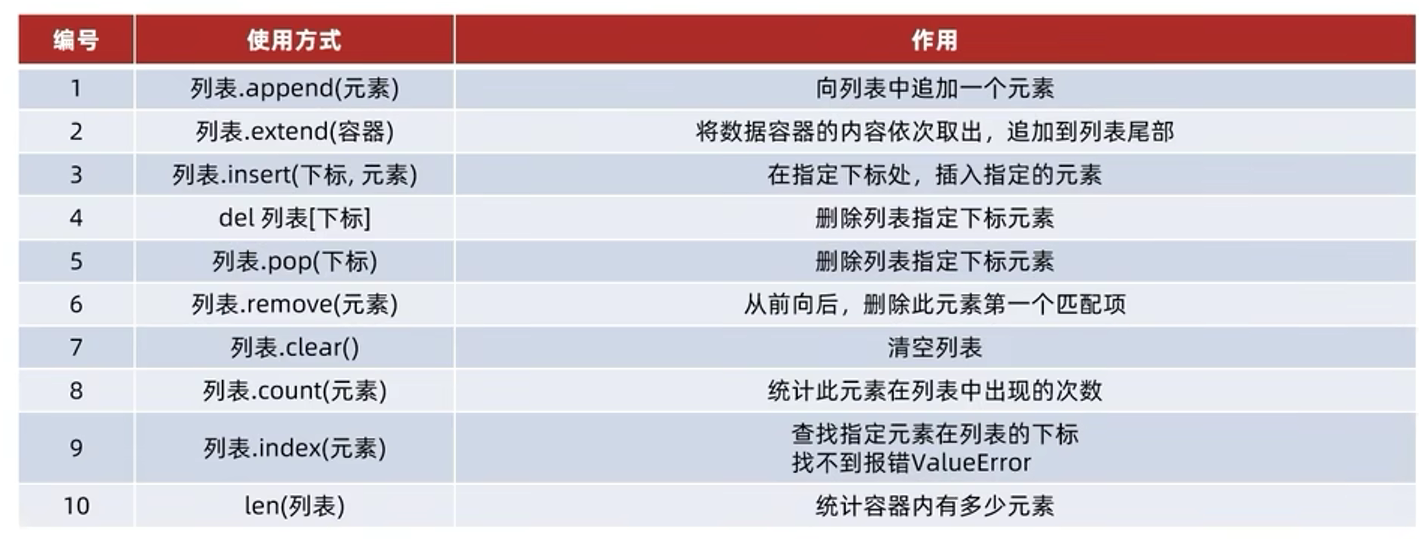 编号 使用方式 作用
1 列表.append(元素) 向列表中追加一个元素
2 列表.extend(容器) 将数据容器的内容依次取出，追加到列表尾部
3 列表.insert(下标, 元素) 在指定下标处，插入指定的元素
4 del 列表[下标] 删除列表指定下标元素
5 列表.pop(下标) 删除列表指定下标元素
6 列表.remove(元素) 从前向后，删除此元素第一个匹配项
7 列表.clear() 清空列表
8 列表.count(元素) 统计此元素在列表中出现的次数
9 列表.index(元素) 查找指定元素在列表的下标
找不到报错ValueError
10 len(列表) 统计容器内有多少元素